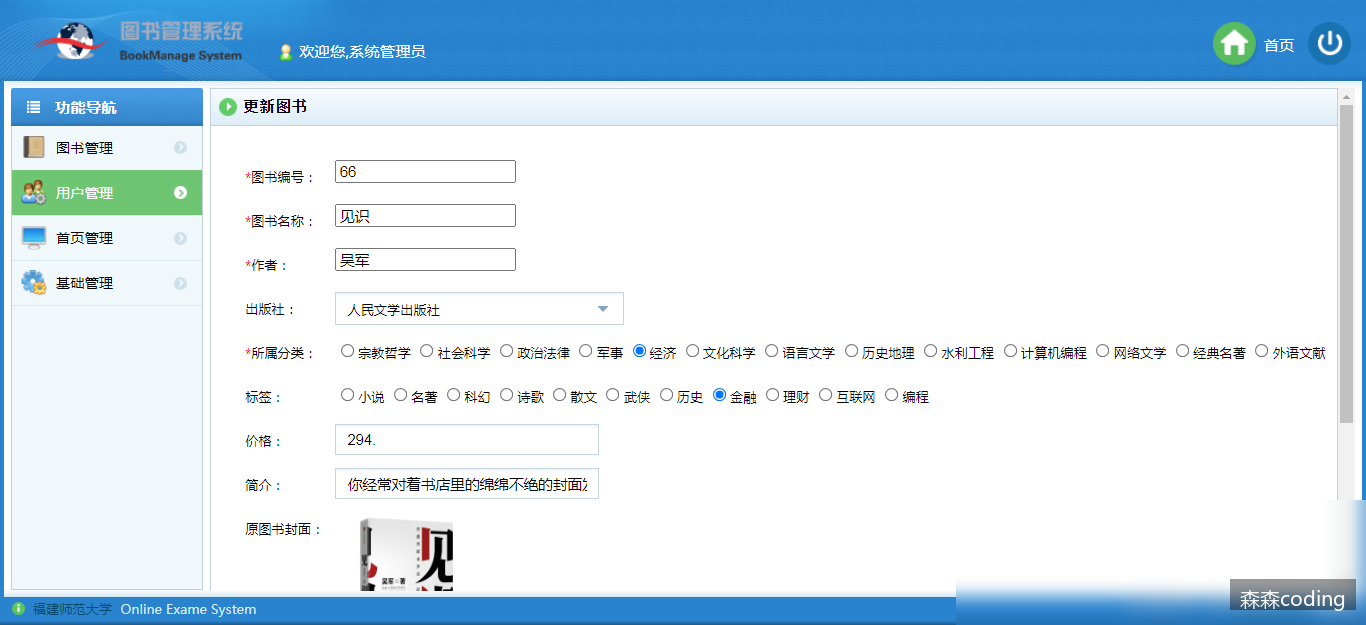 图书管理系统
BookManage System
欢迎您,系统管理员
首页
功能导航
图书管理
用户管理
首页管理
基础管理
更新图书
*图书编号： 66
*图书名称： 见识
*作者： 吴军
出版社： 人民文学出版社
*所属分类： 宗教哲学 社会科学 政治法律 军事 经济 文化科学 语言文学 历史地理 水利工程 计算机编程 网络文学 经典名著 外语文献
标签： 小说 名著 科幻 诗歌 散文 武侠 历史 金融 理财 互联网 编程
价格： 294.
简介： 你经常对着书店里的绵绵不绝的封面
原图书封面：
见
吴军 著
福建师范大学 Online Exame System
森森coding